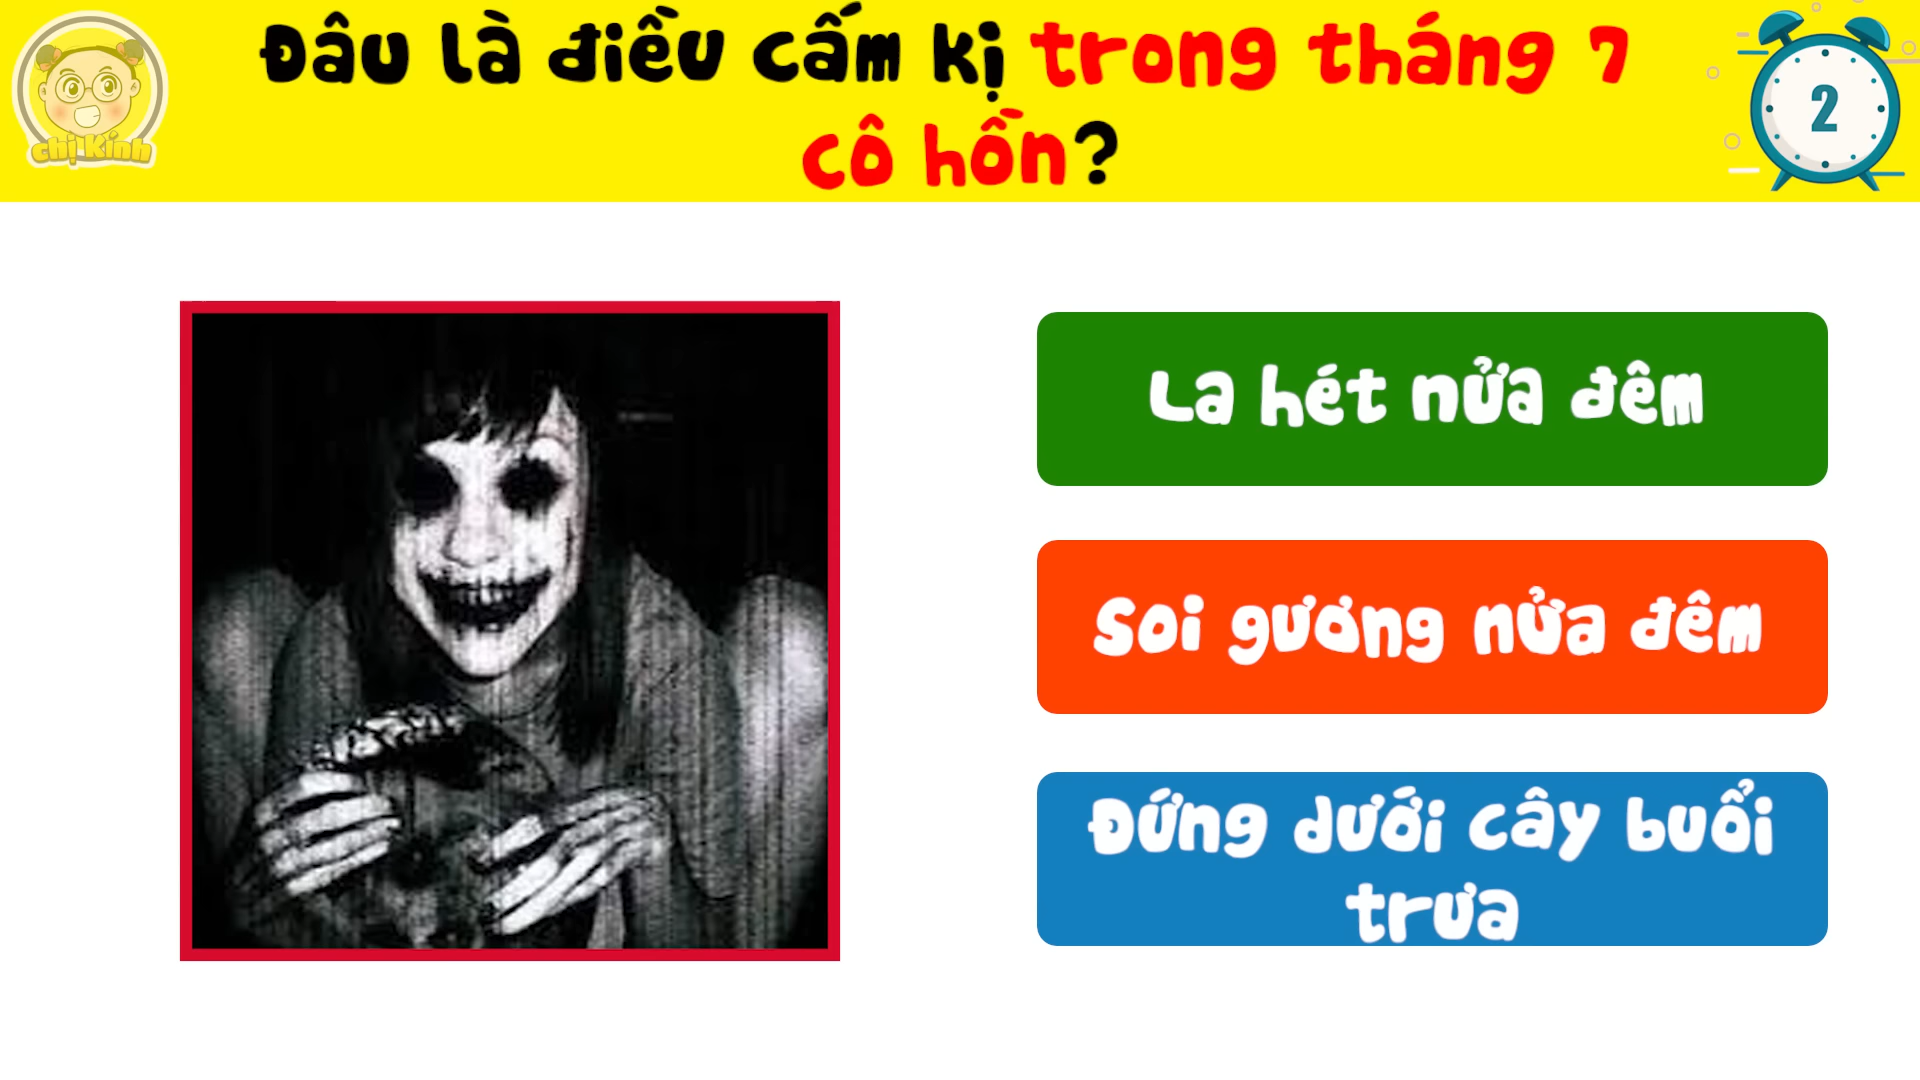 Đâu là điều cấm kị trong tháng 7
cô hồn?
chị Kính
2
La hét nửa đêm
Soi gương nửa đêm
Đứng dưới cây buổi
trưa